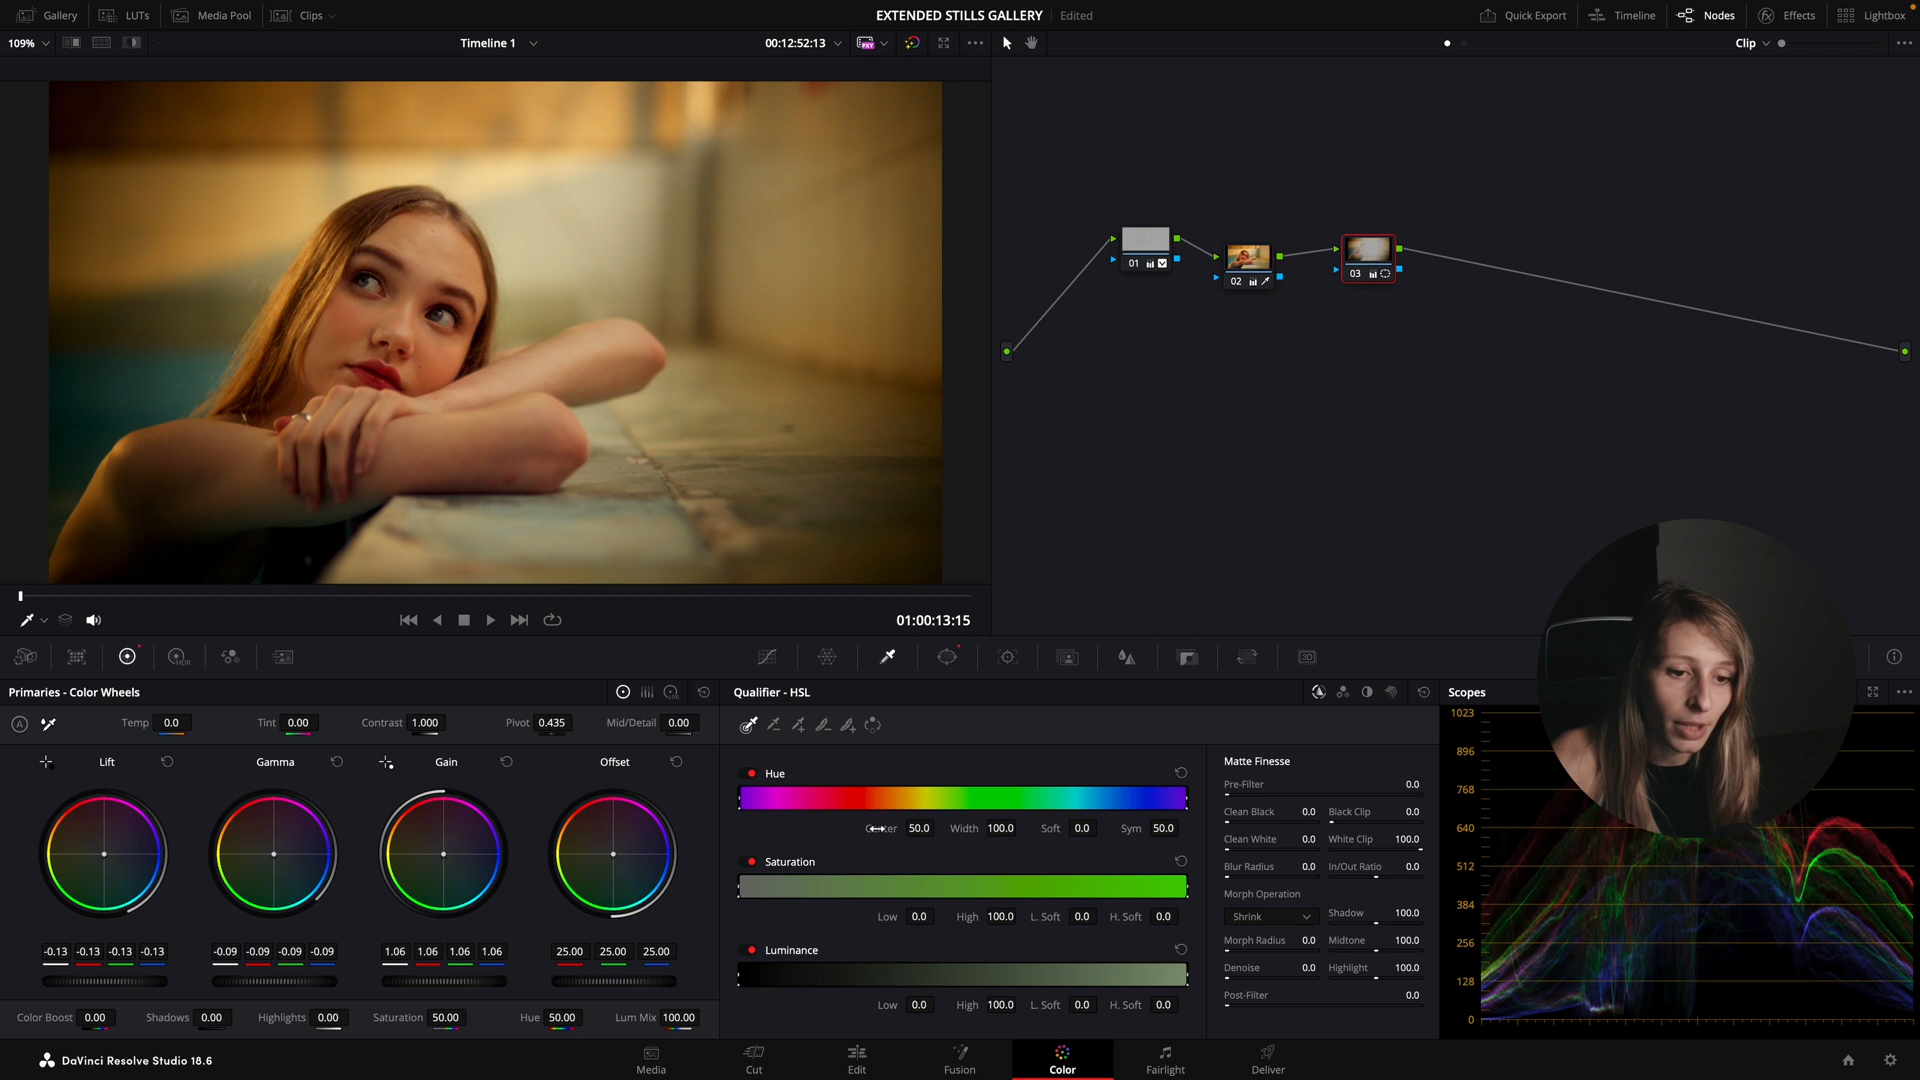 Gallery LUTs Media Pool Clips EXTENDED STILLS GALLERY Edited Quick Export Timeline Nodes Effects Lightbox
109% Timeline 1 00:12:52:13 PXY Clip
01
02
03
01:00:13:15
HDR 3D
Primaries - Color Wheels Qualifier - HSL Scopes
A Temp 0.0 Tint 0.00 Contrast 1.000 Pivot 0.435 Mid/Detail 0.00
Lift Gamma Gain Offset
-0.13 -0.13 -0.13 -0.13 -0.09 -0.09 -0.09 -0.09 1.06 1.06 1.06 1.06 25.00 25.00 25.00
Color Boost 0.00 Shadows 0.00 Highlights 0.00 Saturation 50.00 Hue 50.00 Lum Mix 100.00
Hue
50.0 Width 100.0 Soft 0.0 Sym 50.0
Saturation
Low 0.0 High 100.0 L. Soft 0.0 H. Soft 0.0
Luminance
Low 0.0 High 100.0 L. Soft 0.0 H. Soft 0.0
Matte Finesse
Pre-Filter 0.0
Clean Black 0.0 Black Clip 0.0
Clean White 0.0 White Clip 100.0
Blur Radius 0.0 In/Out Ratio 0.0
Morph Operation
Shrink Shadow 100.0
Morph Radius 0.0 Midtone 100.0
Denoise 0.0 Highlight 100.0
Post-Filter 0.0
1023
896
768
640
512
384
256
128
0
DaVinci Resolve Studio 18.6
Media Cut Edit Fusion Color Fairlight Deliver